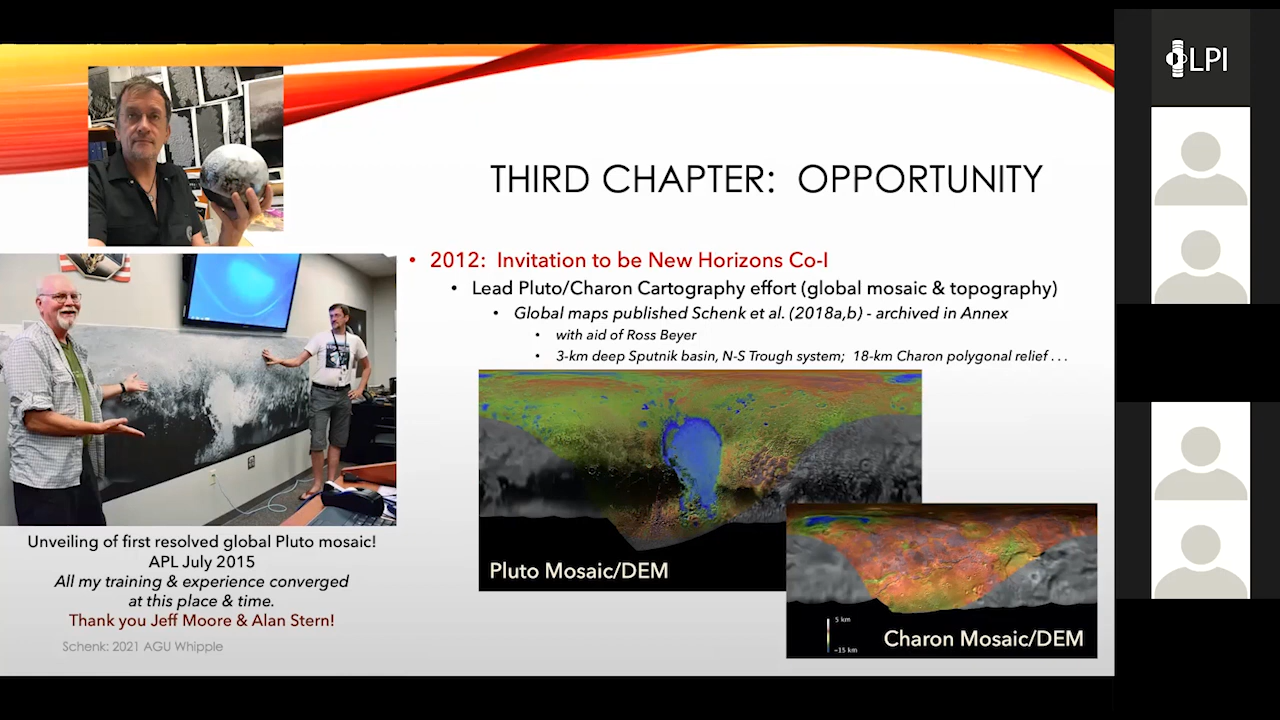 LPI
THIRD CHAPTER: OPPORTUNITY
• 2012: Invitation to be New Horizons Co-I
• Lead Pluto/Charon Cartography effort (global mosaic & topography)
• Global maps published Schenk et al. (2018a,b) - archived in Annex
• with aid of Ross Beyer
• 3-km deep Sputnik basin, N-S Trough system; 18-km Charon polygonal relief . . .
Pluto Mosaic/DEM
5 km
-15 km
Charon Mosaic/DEM
Unveiling of first resolved global Pluto mosaic!
APL July 2015
All my training & experience converged
at this place & time.
Thank you Jeff Moore & Alan Stern!
Schenk: 2021 AGU Whipple